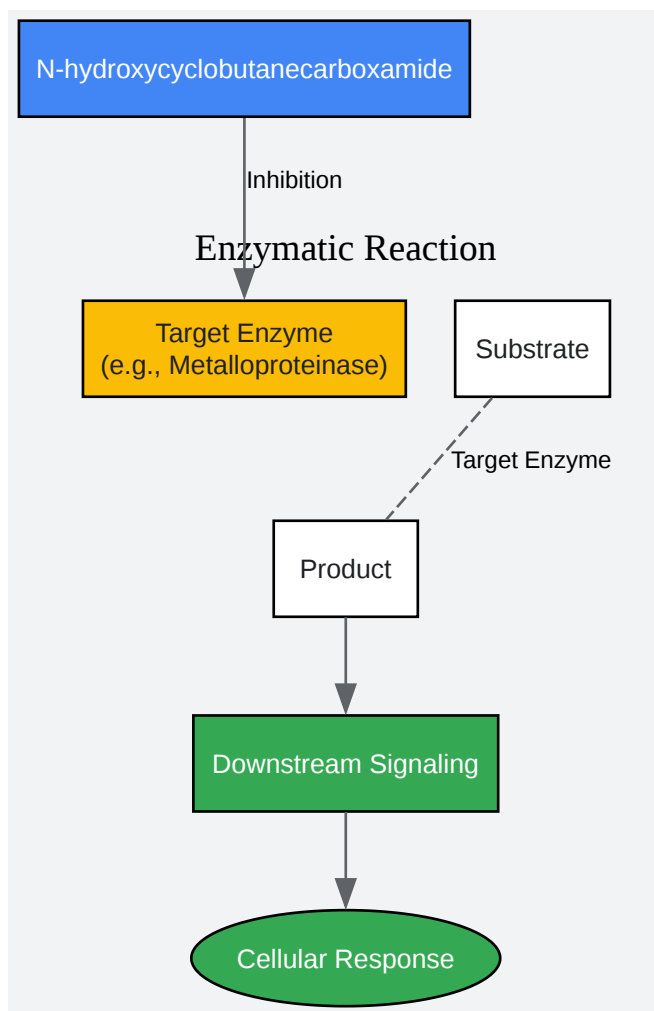 N-hydroxycyclobutanecarboxamide
Inhibition
Enzymatic Reaction
Target Enzyme
(e.g., Metalloproteinase)
Substrate
Target Enzyme
Product
Downstream Signaling
Cellular Response